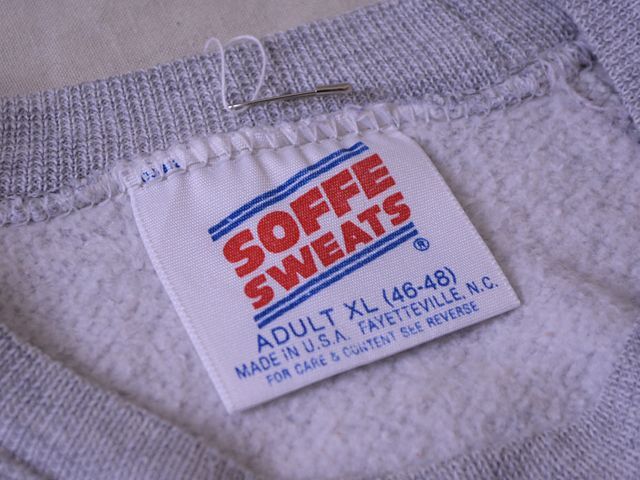 SOFFE
SWEATS
®
ADULT XL (46-48)
MADE IN U.S.A. FAYETTEVILLE, N.C.
FOR CARE & CONTENT SEE REVERSE